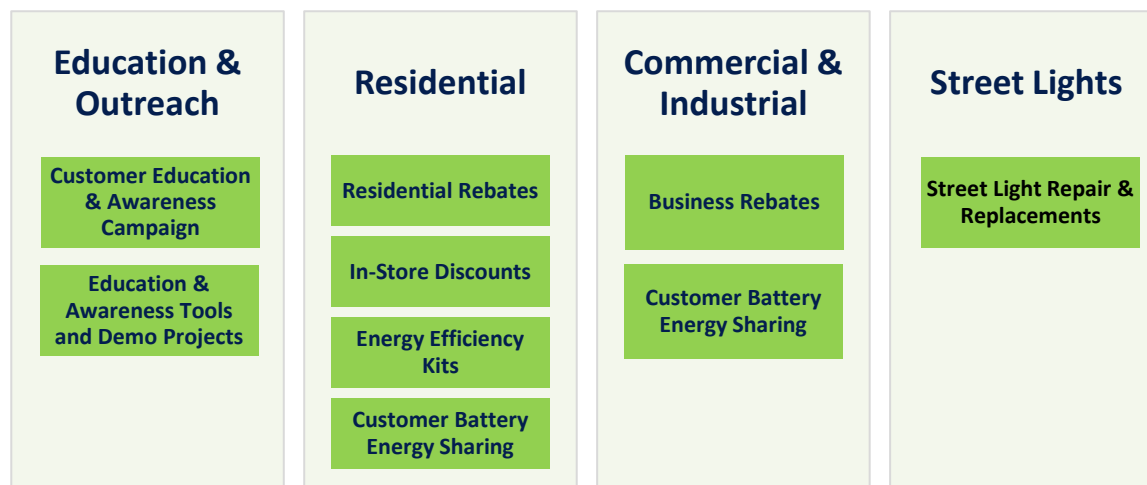 Education &
Outreach
Customer Education
& Awareness
Campaign
Education &
Awareness Tools
and Demo Projects
Residential
Residential Rebates
In-Store Discounts
Energy Efficiency
Kits
Customer Battery
Energy Sharing
Commercial &
Industrial
Business Rebates
Customer Battery
Energy Sharing
Street Lights
Street Light Repair &
Replacements